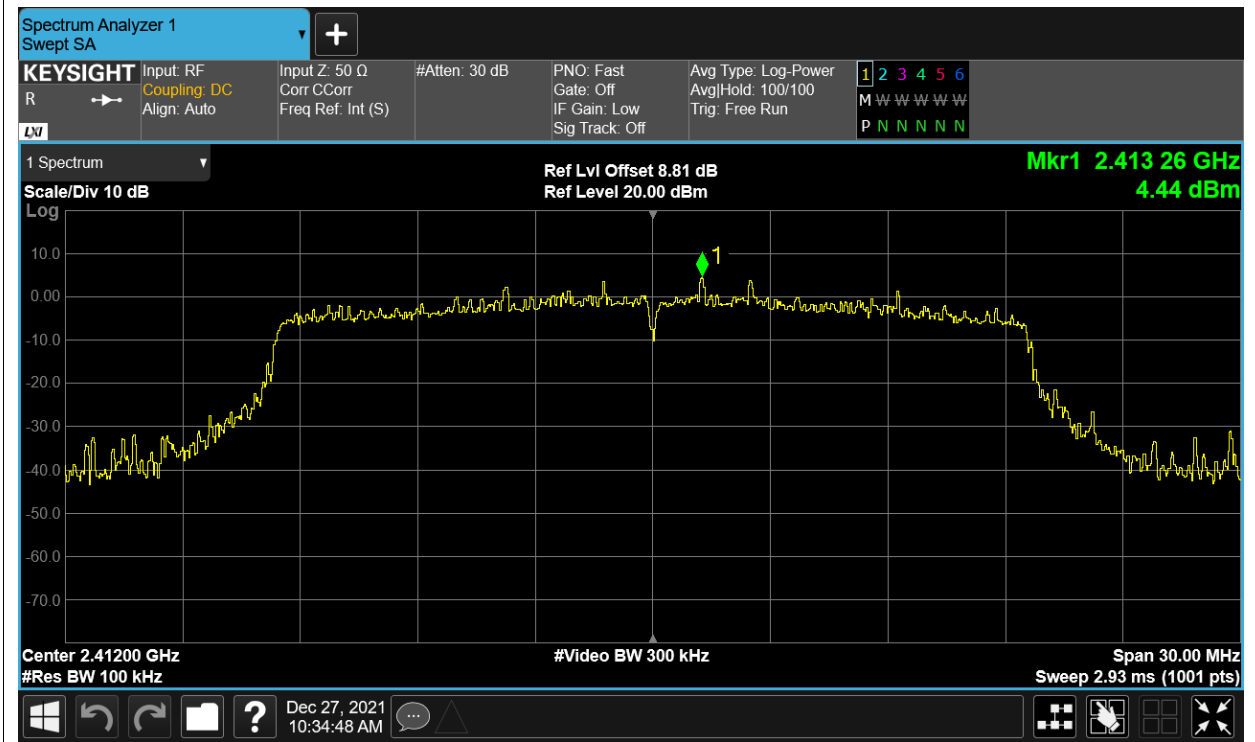 Spectrum Analyzer 1
Swept SA
+
KEYSIGHT
R
LXI
Input: RF
Coupling: DC
Align: Auto
Input Z: 50 Ω
Corr CCorr
Freq Ref: Int (S)
#Atten: 30 dB
PNO: Fast
Gate: Off
IF Gain: Low
Sig Track: Off
Avg Type: Log-Power
Avg|Hold: 100/100
Trig: Free Run
1 2 3 4 5 6
M W W W W W
P N N N N N
1 Spectrum
Scale/Div 10 dB
Log
Ref Lvl Offset 8.81 dB
Ref Level 20.00 dBm
Mkr1 2.413 26 GHz
4.44 dBm
1
10.0
0.00
-10.0
-20.0
-30.0
-40.0
-50.0
-60.0
-70.0
Center 2.41200 GHz
#Res BW 100 kHz
#Video BW 300 kHz
Span 30.00 MHz
Sweep 2.93 ms (1001 pts)
?
Dec 27, 2021
10:34:48 AM